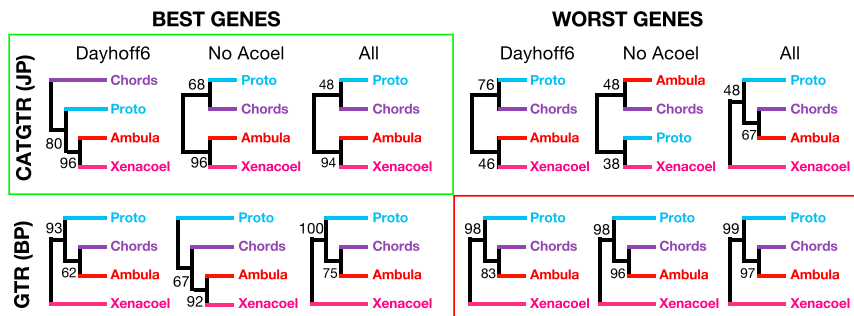 BEST GENES
WORST GENES
Dayhoff6
No Acoel
All
Dayhoff6
No Acoel
All
CATGTR (JP)
Chords
Proto
Ambula
Xenacoel
80
96
Proto
Chords
Ambula
Xenacoel
68
96
Proto
Chords
Ambula
Xenacoel
48
94
Proto
Chords
Ambula
Xenacoel
76
46
Ambula
Chords
Proto
Xenacoel
48
38
Proto
Chords
Ambula
Xenacoel
48
67
GTR (BP)
Proto
Chords
Ambula
Xenacoel
93
62
Proto
Chords
Ambula
Xenacoel
67
92
Proto
Chords
Ambula
Xenacoel
100
75
Proto
Chords
Ambula
Xenacoel
98
83
Proto
Chords
Ambula
Xenacoel
98
96
Proto
Chords
Ambula
Xenacoel
99
97